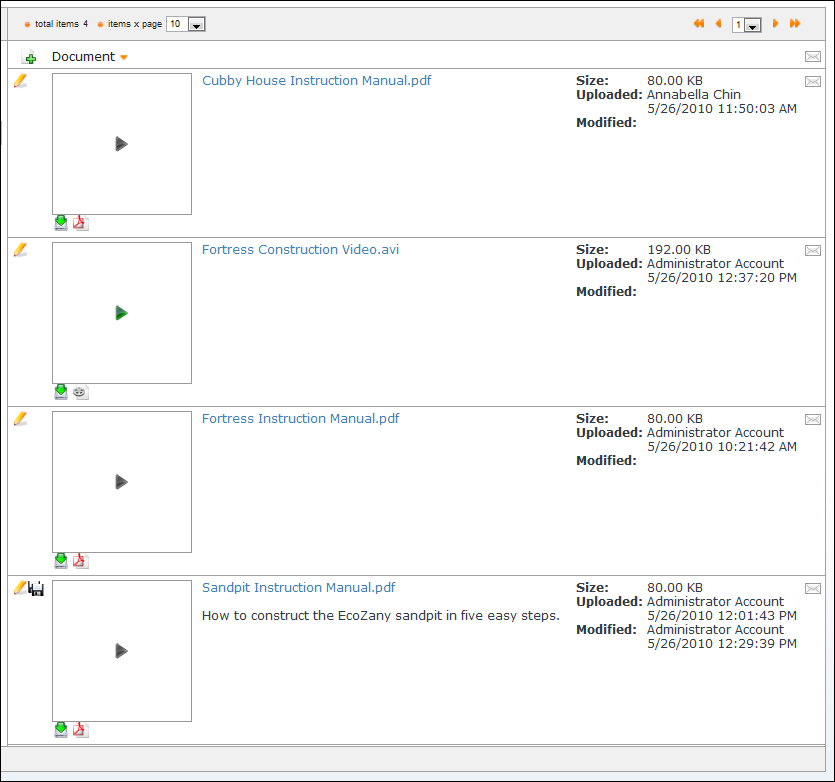 total items 4 items x page 10 1
Document
Cubby House Instruction Manual.pdf
Size: 80.00 KB
Uploaded: Annabella Chin
5/26/2010 11:50:03 AM
Modified:
Fortress Construction Video.avi
Size: 192.00 KB
Uploaded: Administrator Account
5/26/2010 12:37:20 PM
Modified:
Fortress Instruction Manual.pdf
Size: 80.00 KB
Uploaded: Administrator Account
5/26/2010 10:21:42 AM
Modified:
Sandpit Instruction Manual.pdf
How to construct the EcoZany sandpit in five easy steps.
Size: 80.00 KB
Uploaded: Administrator Account
5/26/2010 12:01:43 PM
Modified: Administrator Account
5/26/2010 12:29:39 PM